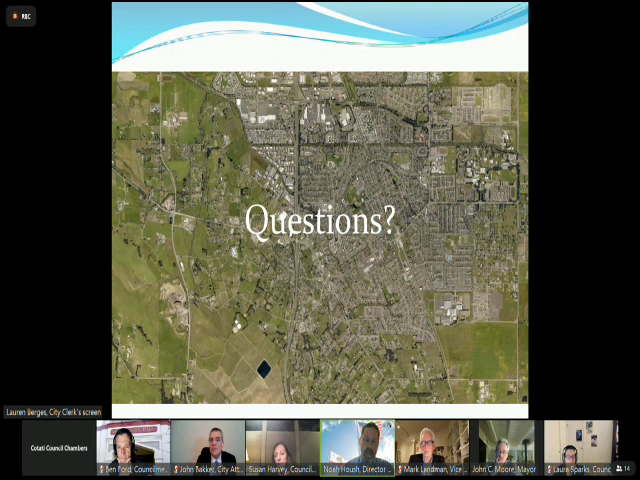 REC
Questions?
Lauren Berges, City Clerk's screen
Cotati Council Chambers
Ben Ford, Councilme...
John Bakker, City Att...
Susan Harvey, Council...
Noah Housh, Director ...
Mark Landman, Vice ...
John C. Moore, Mayor
Laura Sparks, Counc
14